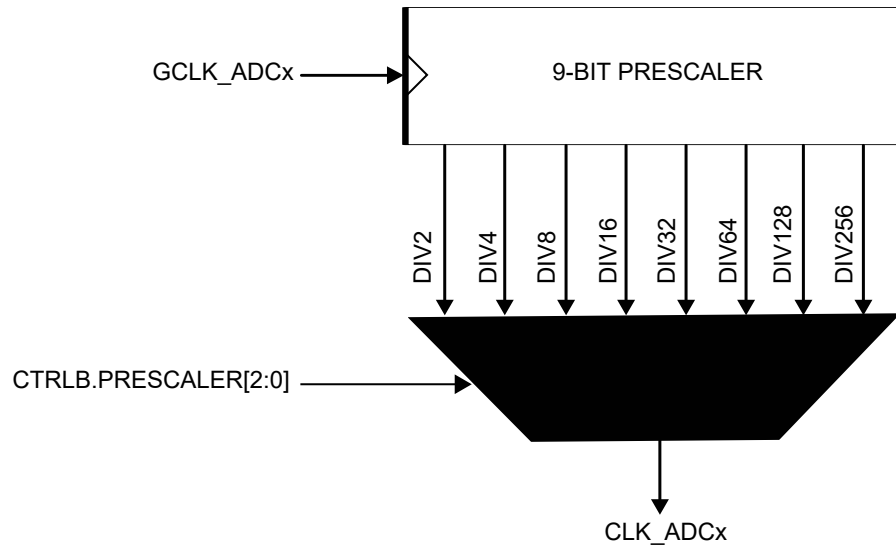 GCLK_ADCx
9-BIT PRESCALER
DIV2
DIV4
DIV8
DIV16
DIV32
DIV64
DIV128
DIV256
CTRLB.PRESCALER[2:0]
CLK_ADCx